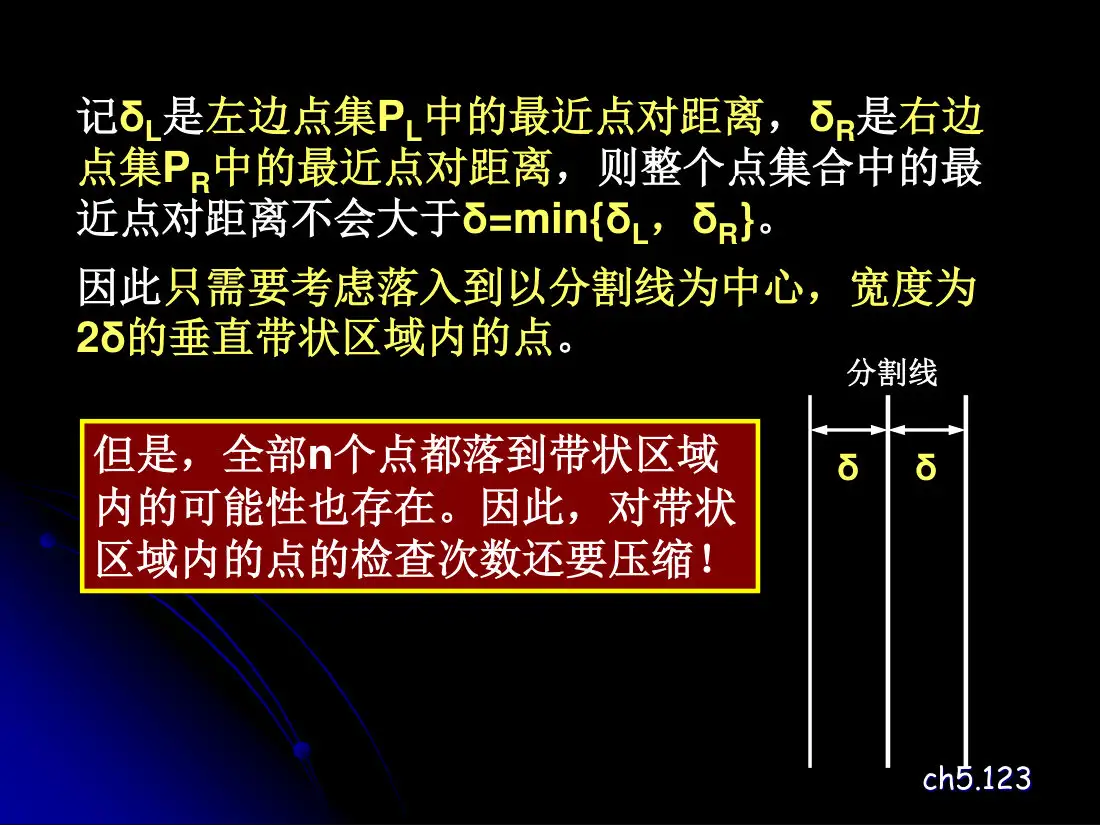 记δL是左边点集PL中的最近点对距离，δR是右边
点集PR中的最近点对距离，则整个点集合中的最
近点对距离不会大于δ=min{δL，δR}。
因此只需要考虑落入到以分割线为中心，宽度为
2δ的垂直带状区域内的点。
分割线
但是，全部n个点都落到带状区域
内的可能性也存在。因此，对带状
区域内的点的检查次数还要压缩！
δ δ
ch5.123